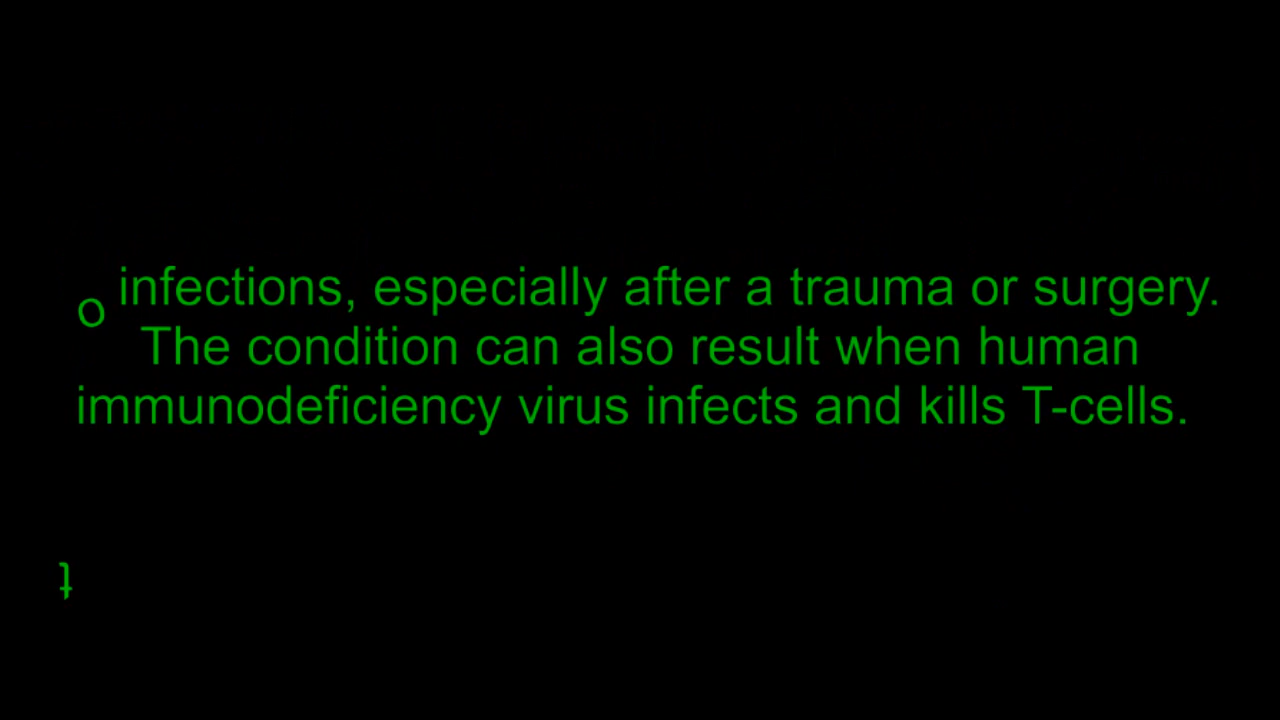 o infections, especially after a trauma or surgery.
The condition can also result when human
immunodeficiency virus infects and kills T-cells.
t